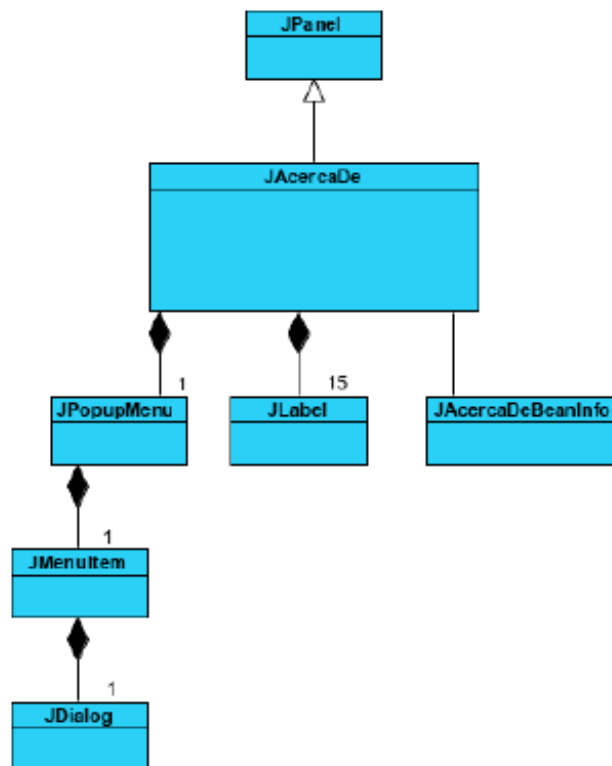 JPanel
JAcercaDe
1
15
JPopupMenu
JLabel
JAcercaDeBeanInfo
1
JMenuItem
1
JDialog